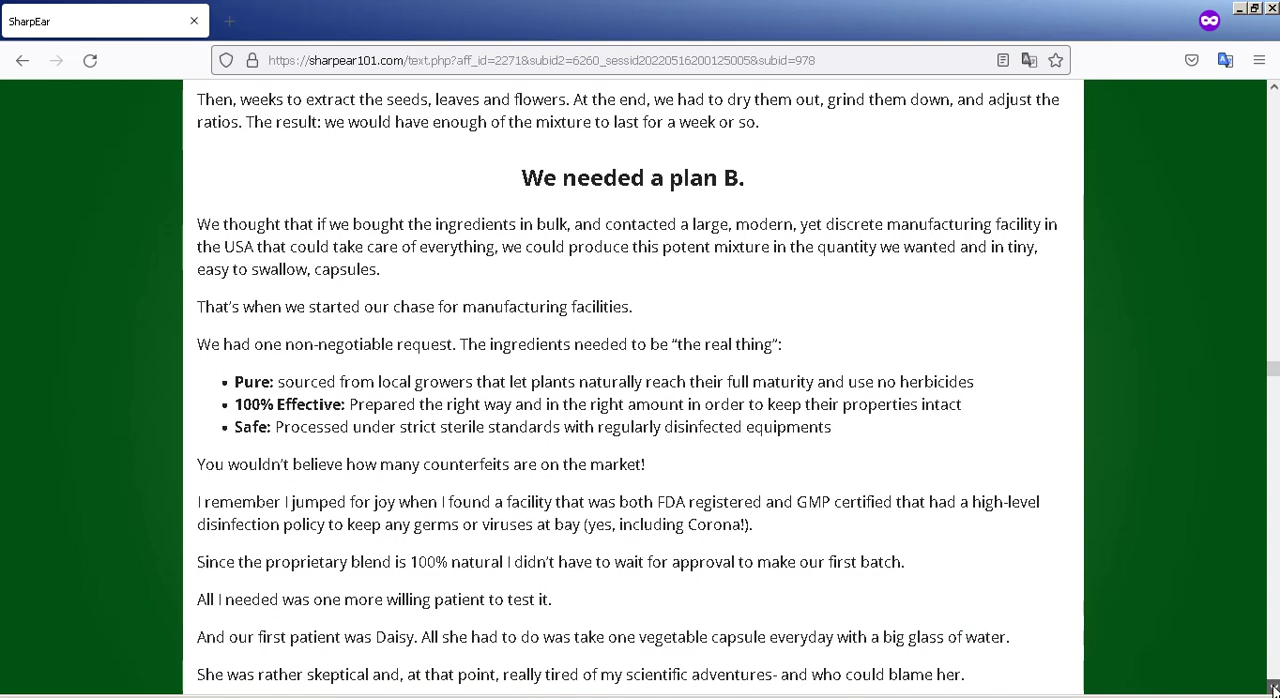 SharpEar
https://sharpear101.com/text.php?aff_id=2271&subid2=6260_sessid20220516200125005&subid=978
Then, weeks to extract the seeds, leaves and flowers. At the end, we had to dry them out, grind them down, and adjust the
ratios. The result: we would have enough of the mixture to last for a week or so.
We needed a plan B.
We thought that if we bought the ingredients in bulk, and contacted a large, modern, yet discrete manufacturing facility in
the USA that could take care of everything, we could produce this potent mixture in the quantity we wanted and in tiny,
easy to swallow, capsules.
That’s when we started our chase for manufacturing facilities.
We had one non-negotiable request. The ingredients needed to be “the real thing”:
• Pure: sourced from local growers that let plants naturally reach their full maturity and use no herbicides
• 100% Effective: Prepared the right way and in the right amount in order to keep their properties intact
• Safe: Processed under strict sterile standards with regularly disinfected equipments
You wouldn’t believe how many counterfeits are on the market!
I remember I jumped for joy when I found a facility that was both FDA registered and GMP certified that had a high-level
disinfection policy to keep any germs or viruses at bay (yes, including Corona!).
Since the proprietary blend is 100% natural I didn’t have to wait for approval to make our first batch.
All I needed was one more willing patient to test it.
And our first patient was Daisy. All she had to do was take one vegetable capsule everyday with a big glass of water.
She was rather skeptical and, at that point, really tired of my scientific adventures- and who could blame her.